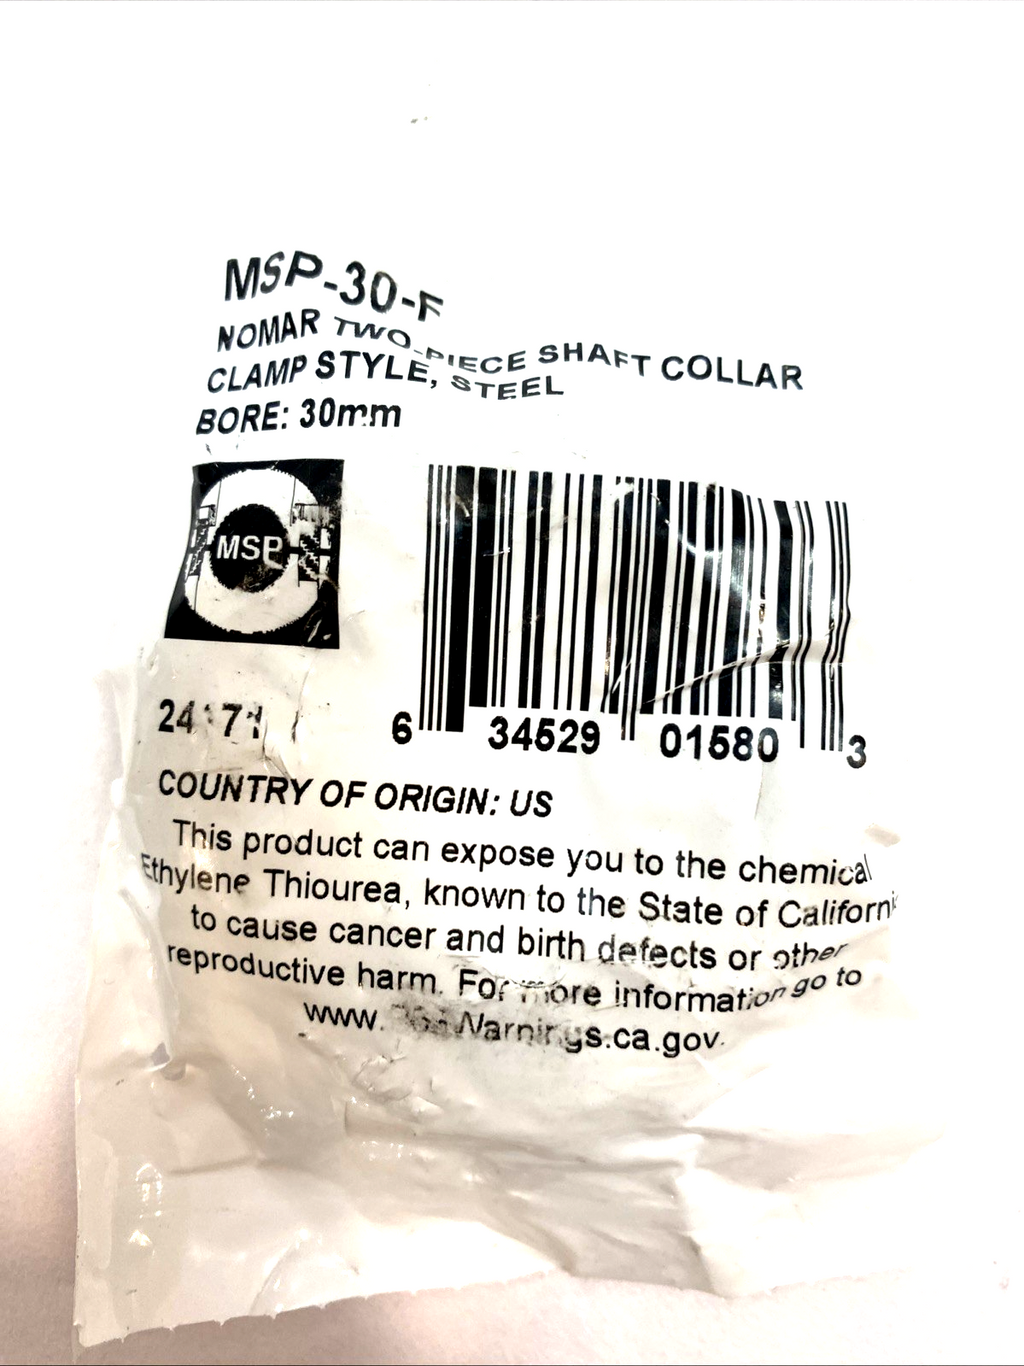 MSP-30-F
NOMAR TWO-PIECE SHAFT COLLAR
CLAMP STYLE, STEEL
BORE: 30mm
MSP
6 34529 01580 3
COUNTRY OF ORIGIN: US
This product can expose you to the chemical
Ethylene Thiourea, known to the State of Californi
to cause cancer and birth defects or other
reproductive harm. For more information go to